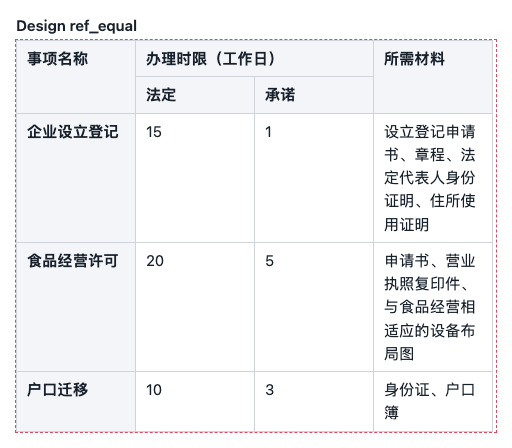 Design ref_equal
事项名称
办理时限（工作日）
所需材料
法定
承诺
企业设立登记
15
1
设立登记申请
书、章程、法
定代表人身份
证明、住所使
用证明
食品经营许可
20
5
申请书、营业
执照复印件、
与食品经营相
适应的设备布
局图
户口迁移
10
3
身份证、户口
簿